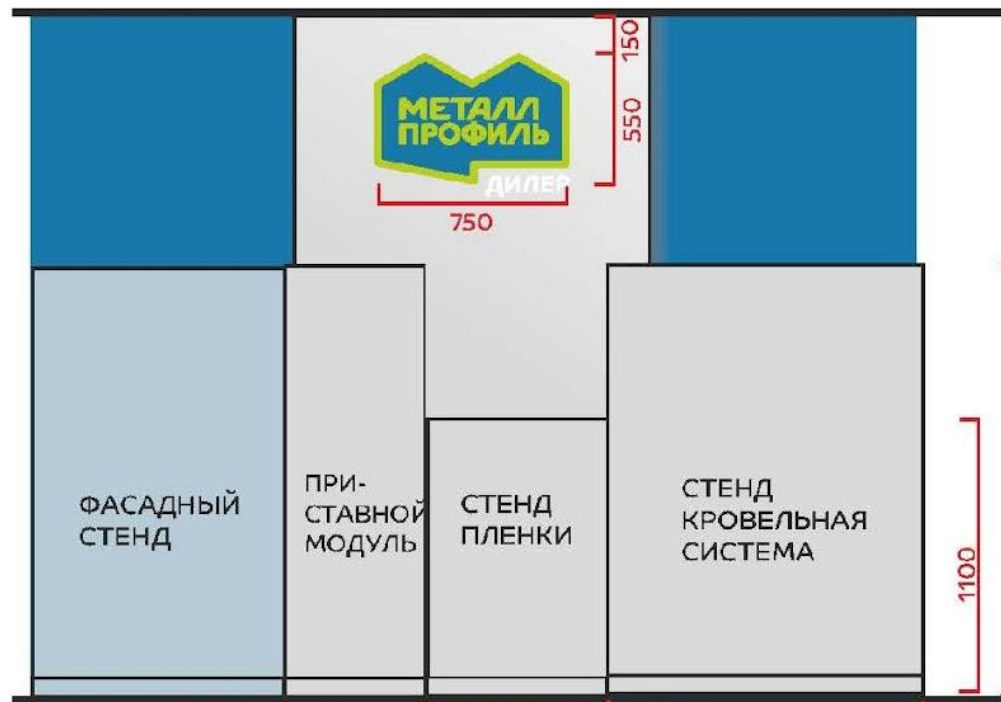 150
МЕТАЛЛ
ПРОФИЛЬ
550
ДИЛЕР
750
ФАСАДНЫЙ
СТЕНД
ПРИ-
СТАВНОЙ
МОДУЛЬ
СТЕНД
ПЛЕНКИ
СТЕНД
КРОВЕЛЬНАЯ
СИСТЕМА
1100